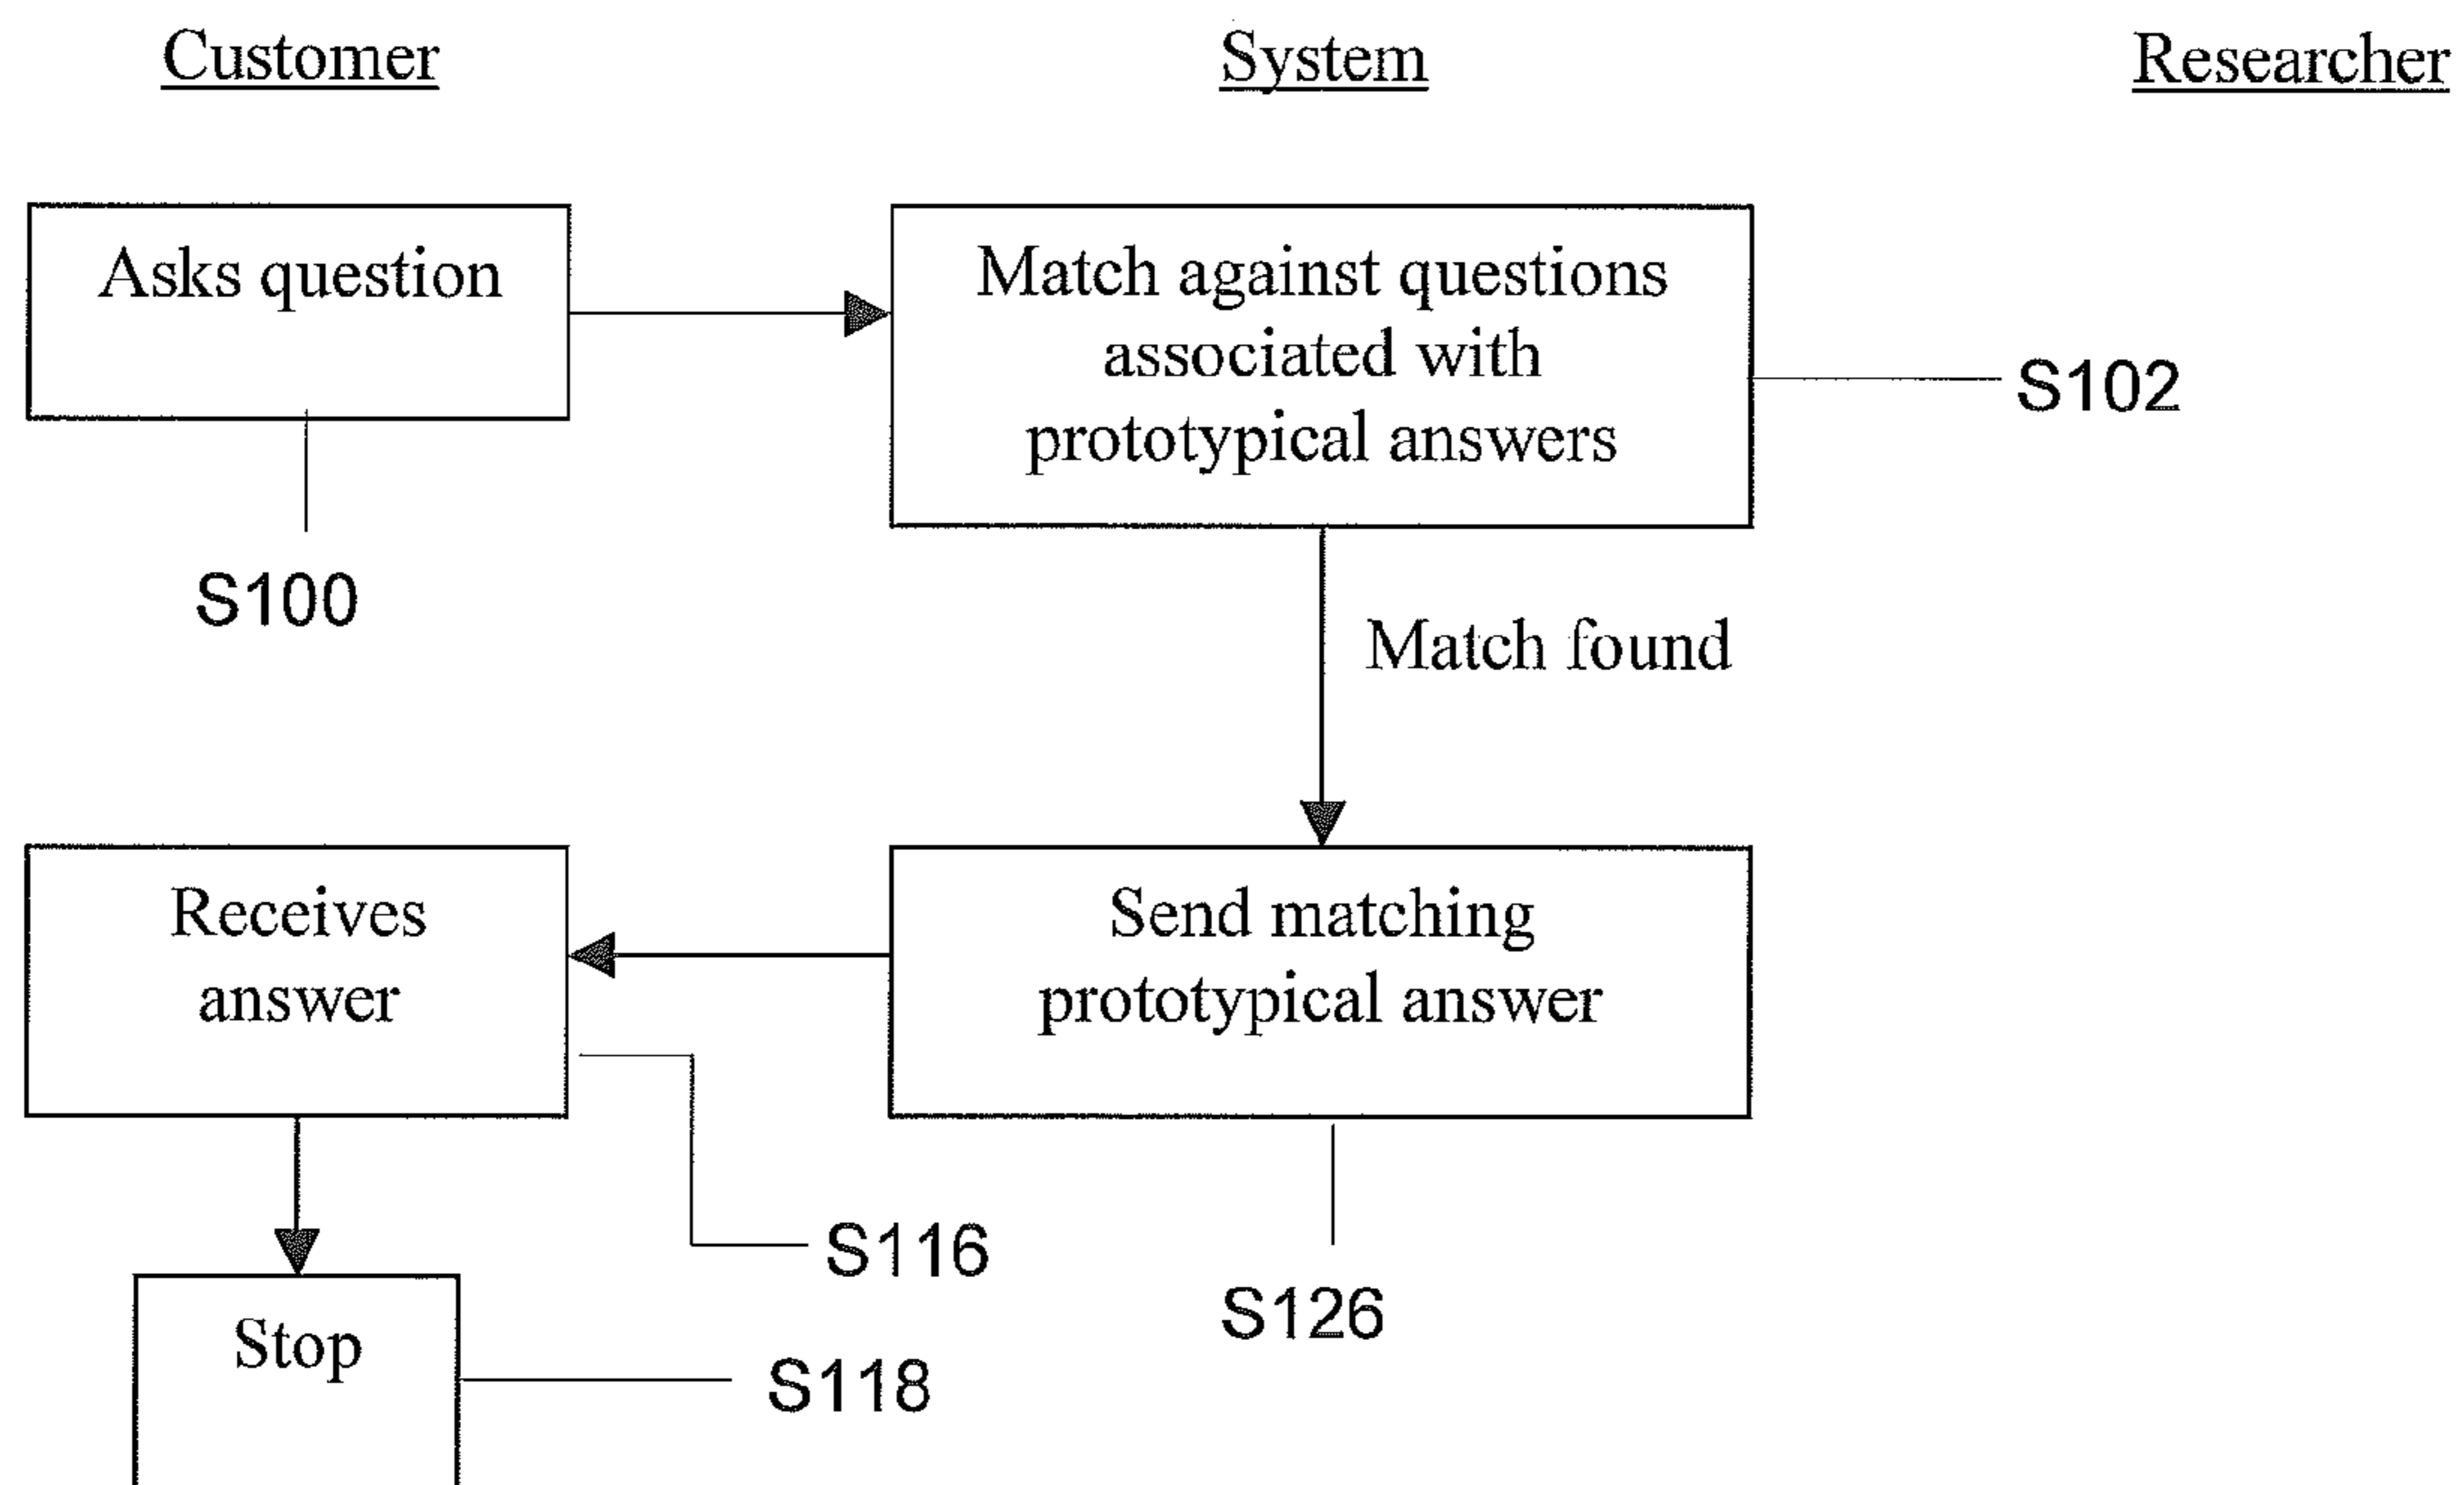 Customer
System
Researcher
Asks question
Match against questions
associated with
prototypical answers
S102
S100
Match found
Receives
answer
Send matching
prototypical answer
S116
S126
Stop
S118